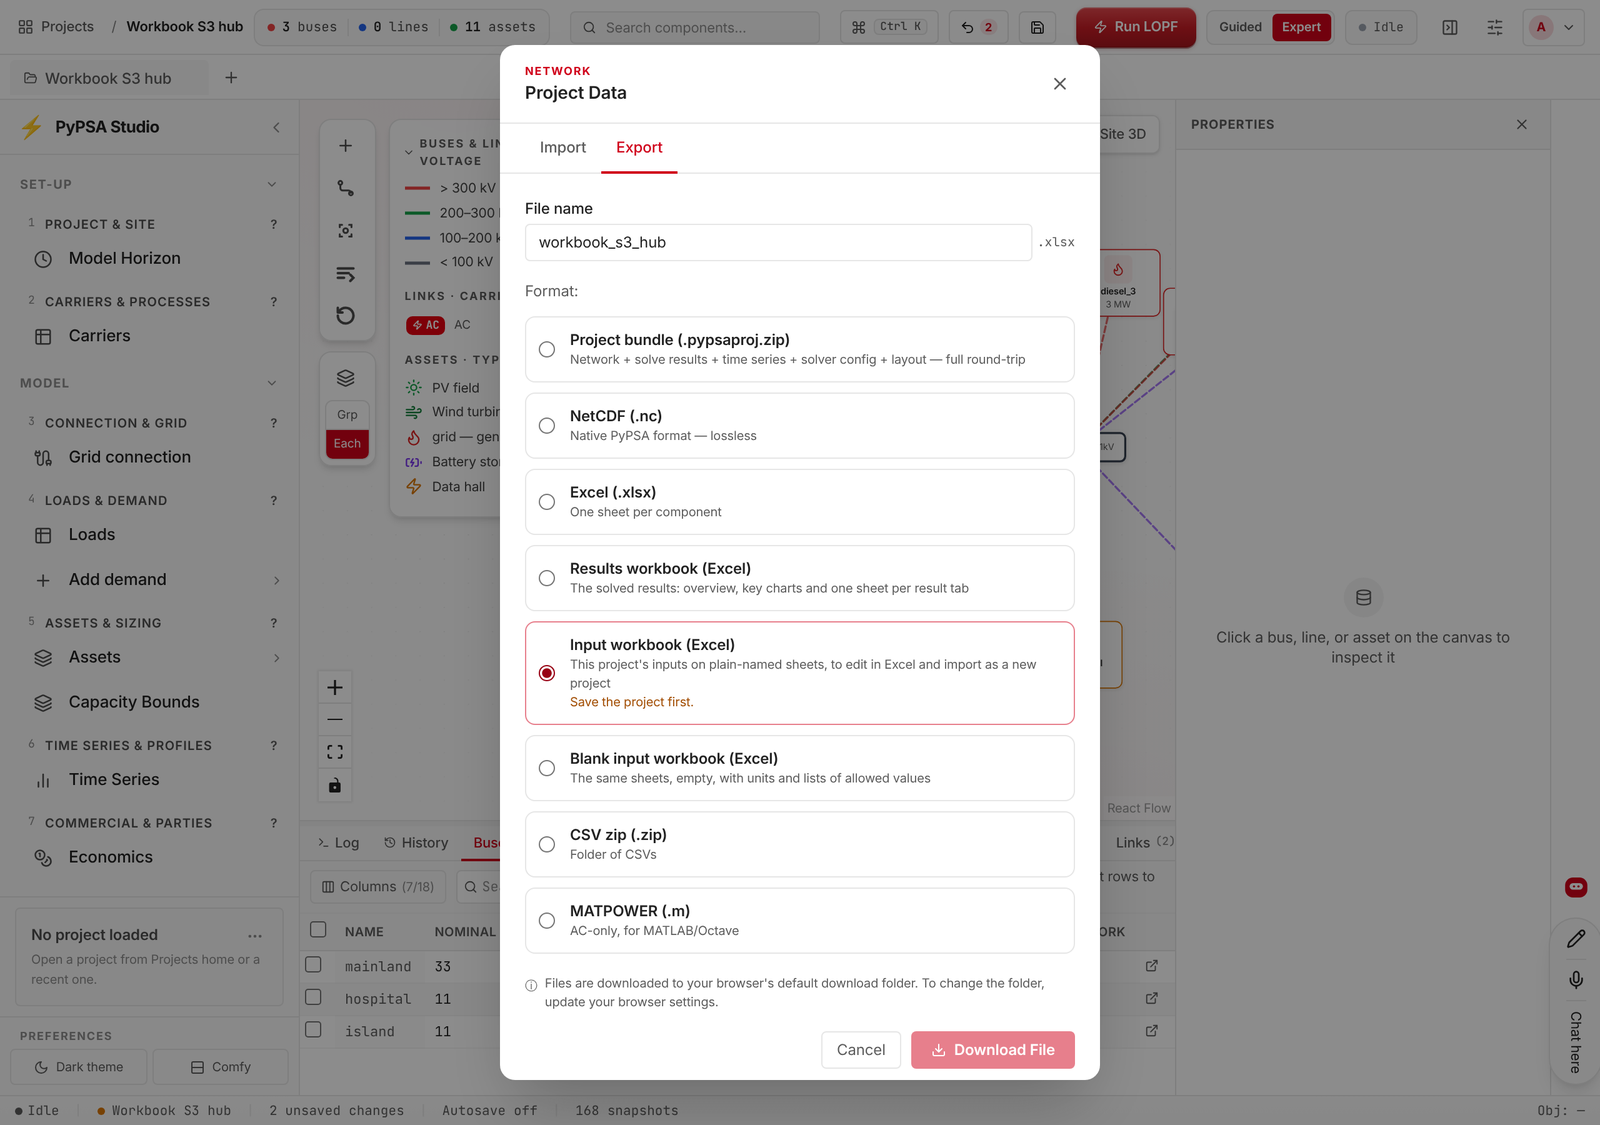 Projects / Workbook S3 hub
3 buses 0 lines 11 assets
Search components...
Ctrl K
2
Run LOPF
Guided Expert
Idle
A
Workbook S3 hub
PyPSA Studio
SET-UP
1 PROJECT & SITE ?
Model Horizon
2 CARRIERS & PROCESSES ?
Carriers
MODEL
3 CONNECTION & GRID ?
Grid connection
4 LOADS & DEMAND ?
Loads
Add demand
5 ASSETS & SIZING ?
Assets
Capacity Bounds
6 TIME SERIES & PROFILES ?
Time Series
7 COMMERCIAL & PARTIES ?
Economics
No project loaded ...
Open a project from Projects home or a
recent one.
PREFERENCES
Dark theme
Comfy
Grp
Each
BUSES & LIN
VOLTAGE
> 300 kV
200–300
100–200 k
< 100 kV
LINKS · CARR
AC AC
ASSETS · TYP
PV field
Wind turbin
grid — gen
Battery sto
Data hall
NETWORK
Project Data
Import Export
File name
workbook_s3_hub .xlsx
Format:
Project bundle (.pypsaproj.zip)
Network + solve results + time series + solver config + layout — full round-trip
NetCDF (.nc)
Native PyPSA format — lossless
Excel (.xlsx)
One sheet per component
Results workbook (Excel)
The solved results: overview, key charts and one sheet per result tab
Input workbook (Excel)
This project's inputs on plain-named sheets, to edit in Excel and import as a new
project
Save the project first.
Blank input workbook (Excel)
The same sheets, empty, with units and lists of allowed values
CSV zip (.zip)
Folder of CSVs
MATPOWER (.m)
AC-only, for MATLAB/Octave
Files are downloaded to your browser's default download folder. To change the folder,
update your browser settings.
Cancel Download File
Site 3D
diesel_3
3 MW
kV
React Flow
PROPERTIES
Click a bus, line, or asset on the canvas to
inspect it
Log History Bus
Links (2)
Columns (7/18)
Sea
t rows to
NAME NOMINAL
ORK
mainland 33
hospital 11
island 11
Chat here
Idle Workbook S3 hub 2 unsaved changes Autosave off 168 snapshots
Obj: —